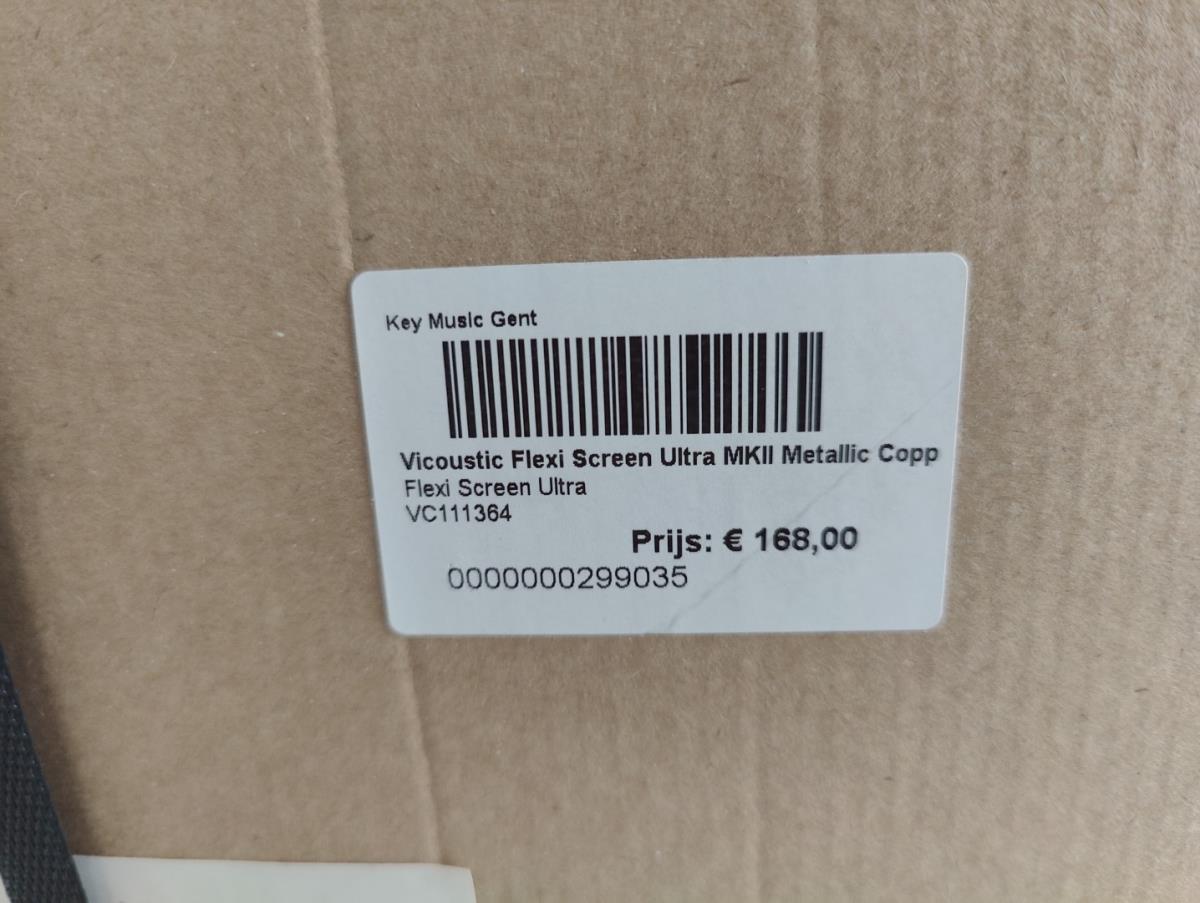 Key Music Gent
Vicoustic Flexi Screen Ultra MKII Metallic Copp
Flexi Screen Ultra
VC111364
Prijs: € 168,00
0000000299035